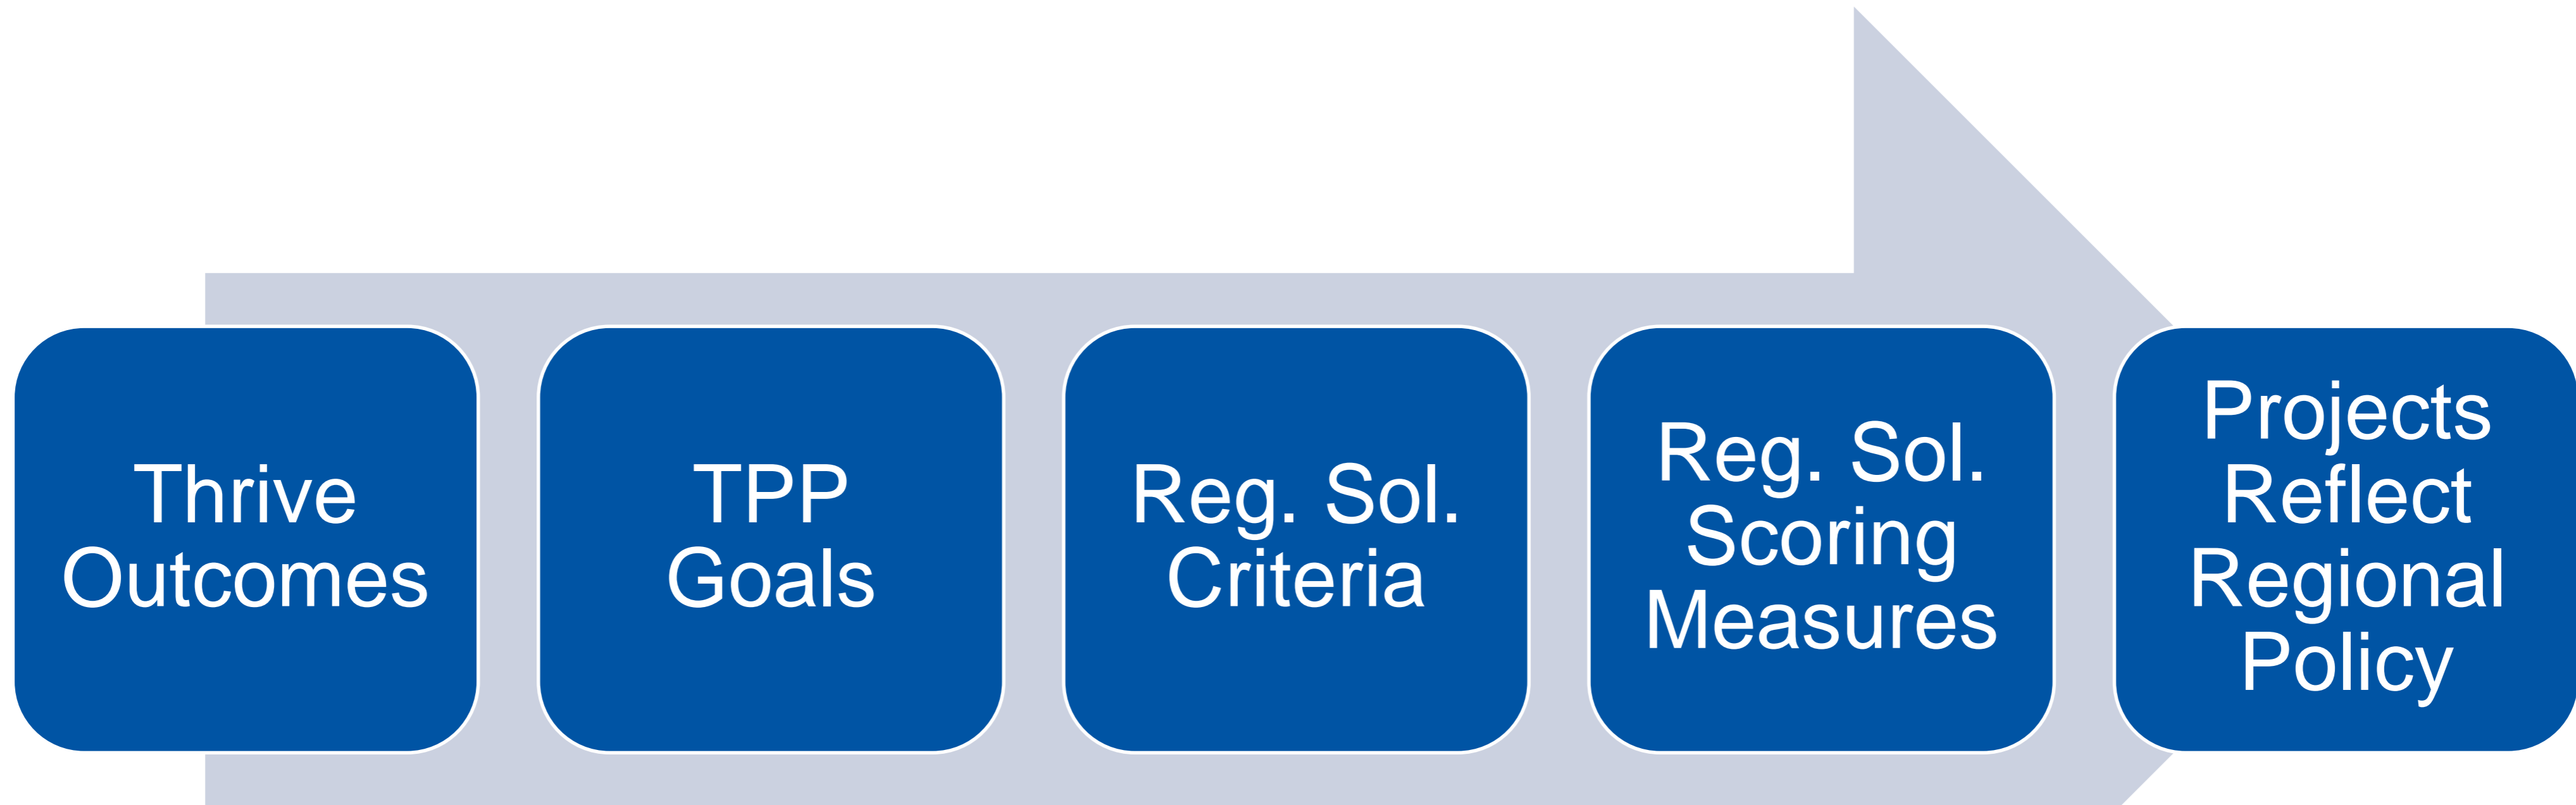 Thrive
Outcomes
TPP
Goals
Reg. Sol.
Criteria
Reg. Sol.
Scoring
Measures
Projects
Reflect
Regional
Policy